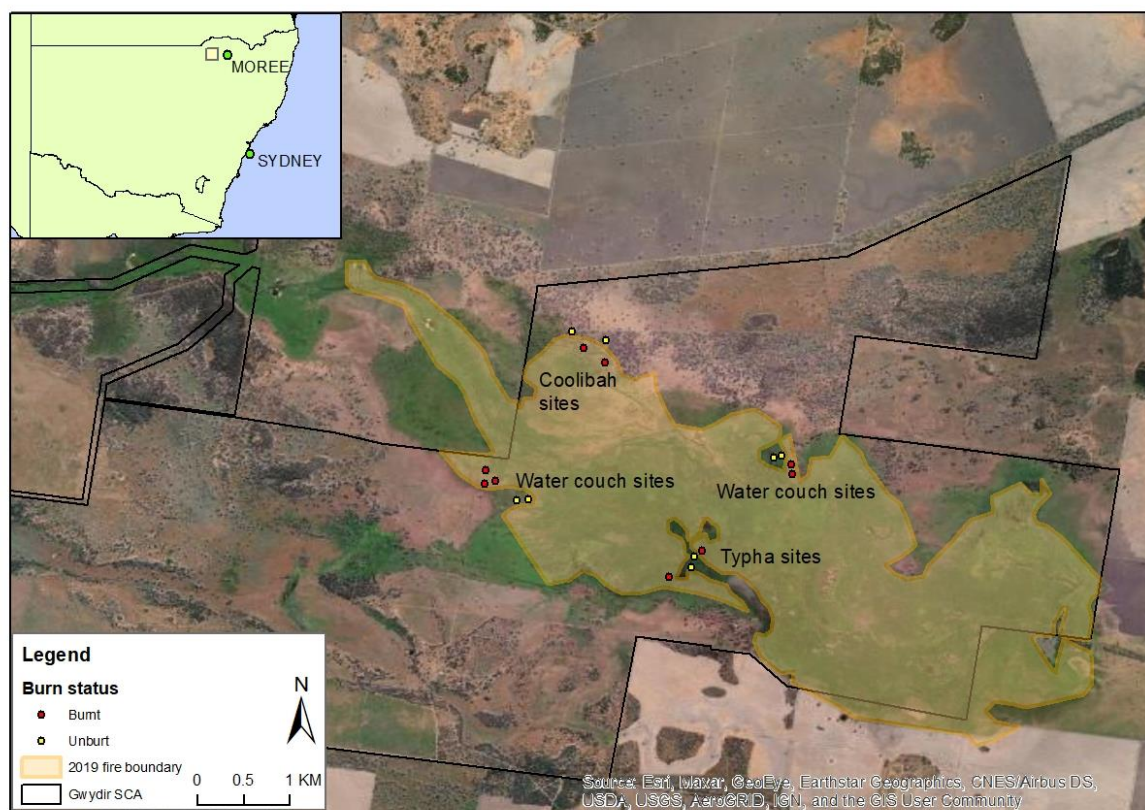 MOREE
SYDNEY
Coolibah
sites
Water couch sites
Water couch sites
Typha sites
Legend
Burn status
Burnt
Unburt
2019 fire boundary
Gwydir SCA
N
0 0.5 1 KM
Source: Esri, Maxar, GeoEye, Earthstar Geographics, CNES/Airbus DS,
USDA, USGS, AeroGRID, IGN, and the GIS User Community